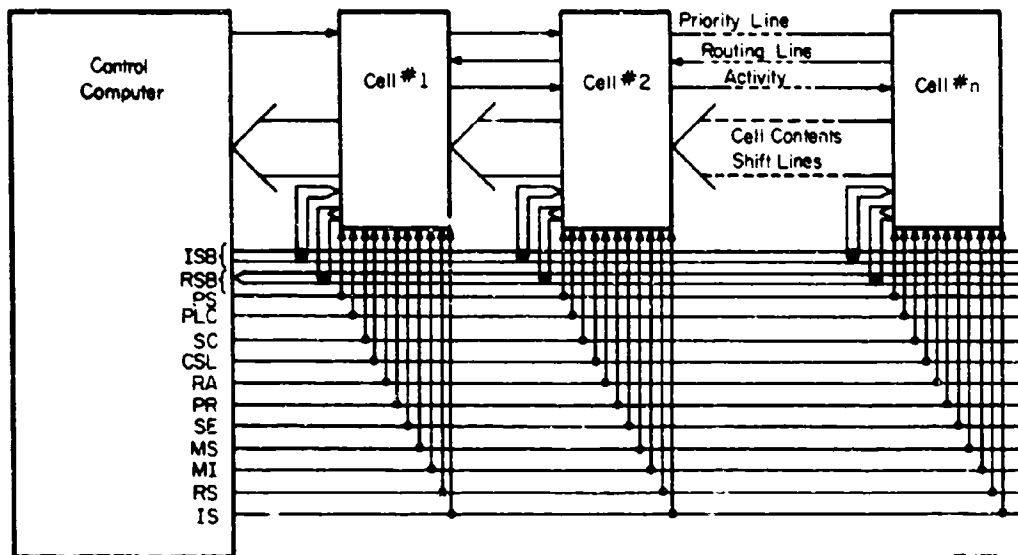 Control
Computer
Cell #1
Cell #2
Priority Line
Routing Line
Activity
Cell Contents
Shift Lines
Cell #n
ISB
RSB
PS
PLC
SC
CSL
RA
PR
SE
MS
MI
RS
IS